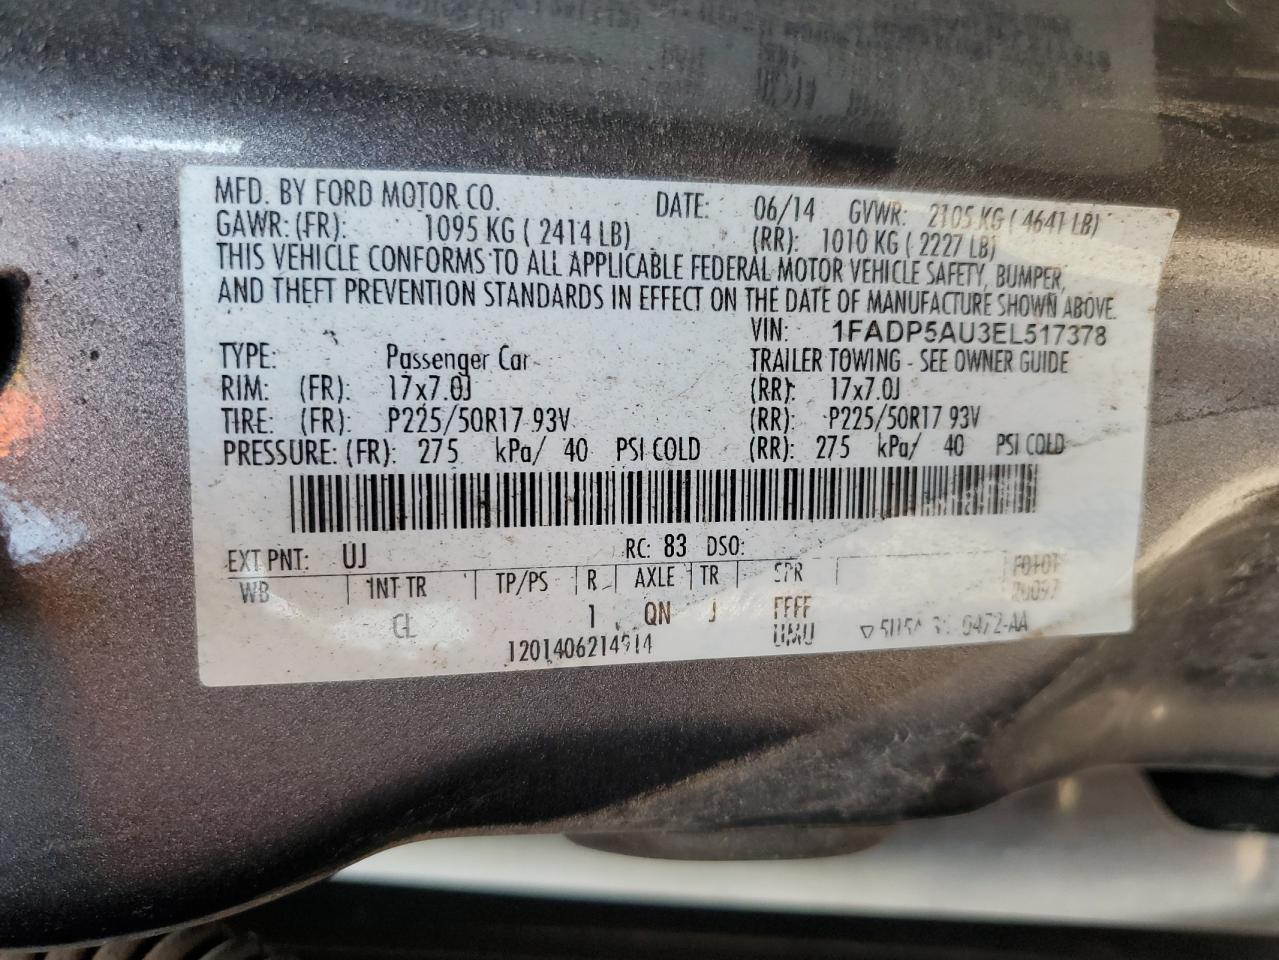 MFD. BY FORD MOTOR CO. DATE: 06/14 GVWR: 2105 KG ( 4641 LB)
GAWR: (FR): 1095 KG ( 2414 LB) (RR): 1010 KG ( 2227 LB)
THIS VEHICLE CONFORMS TO ALL APPLICABLE FEDERAL MOTOR VEHICLE SAFETY, BUMPER,
AND THEFT PREVENTION STANDARDS IN EFFECT ON THE DATE OF MANUFACTURE SHOWN ABOVE.
VIN: 1FADP5AU3EL517378
TYPE: Passenger Car TRAILER TOWING - SEE OWNER GUIDE
RIM: (FR): 17x7.0J (RR): 17x7.0J
TIRE: (FR): P225/50R17 93V (RR): P225/50R17 93V
PRESSURE: (FR): 275 kPa/ 40 PSI COLD (RR): 275 kPa/ 40 PSI COLD
EXT PNT: UJ RC: 83 DSO:
WB INT TR TP/PS R AXLE TR SPR
CL 1 QN J FFFF
UMU